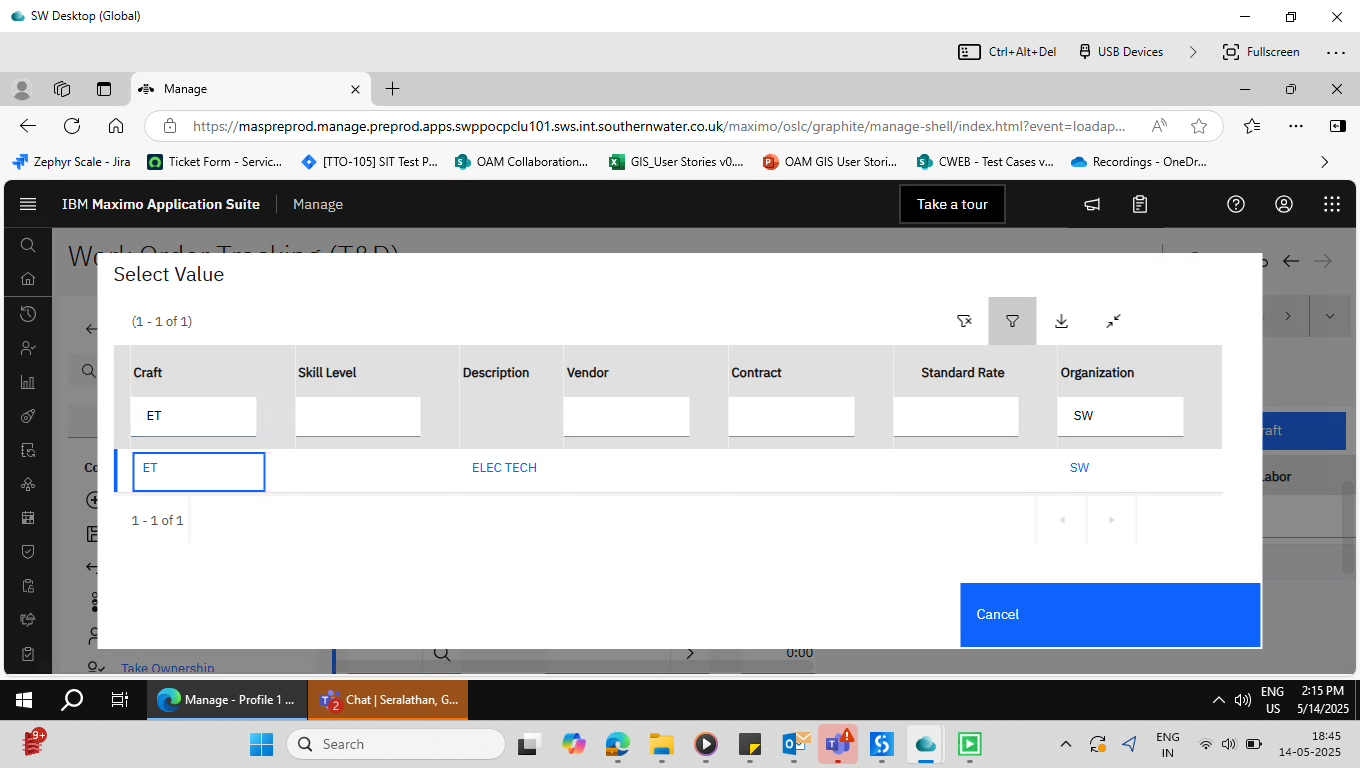 SW Desktop (Global)
Ctrl+Alt+Del
USB Devices
Fullscreen
Manage
https://maspreprod.manage.preprod.apps.swppocpclu101.sws.int.southernwater.co.uk/maximo/oslc/graphite/manage-shell/index.html?event=loadap...
Zephyr Scale - Jira
Ticket Form - Servic...
[TTO-105] SIT Test P...
OAM Collaboration...
GIS_User Stories v0....
OAM GIS User Stori...
CWEB - Test Cases v...
Recordings - OneDr...
IBM Maximo Application Suite
Manage
Take a tour
Work Order Tracking (T&D)
Select Value
(1 - 1 of 1)
Craft
Skill Level
Description
Vendor
Contract
Standard Rate
Organization
ET
SW
raft
ET
ELEC TECH
SW
Co
Labor
1 - 1 of 1
Cancel
Take Ownership
0:00
Manage - Profile 1 ...
2
Chat | Seralathan, G...
ENG
US
2:15 PM
5/14/2025
9+
Search
ENG
IN
18:45
14-05-2025